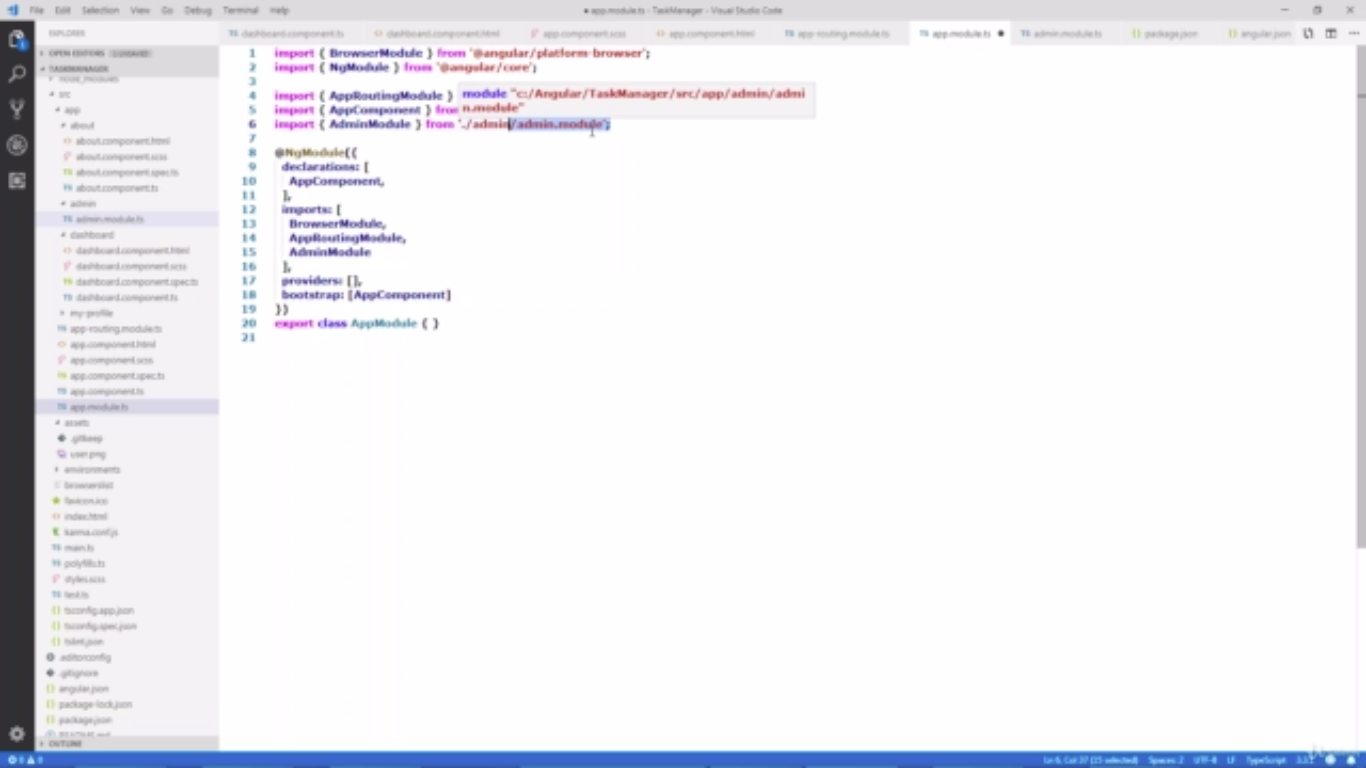 File Edit Selection View Go Debug Terminal Help
● app.module.ts - TaskManager - Visual Studio Code
EXPLORER
OPEN EDITORS 1 UNSAVED
TASKMANAGER
node_modules
src
app
about
about.component.html
about.component.scss
about.component.spec.ts
about.component.ts
admin
admin.module.ts
dashboard
dashboard.component.html
dashboard.component.scss
dashboard.component.spec.ts
dashboard.component.ts
my-profile
app-routing.module.ts
app.component.html
app.component.scss
app.component.spec.ts
app.component.ts
app.module.ts
assets
.gitkeep
user.png
environments
browserslist
favicon.ico
index.html
karma.conf.js
main.ts
polyfills.ts
styles.scss
test.ts
tsconfig.app.json
tsconfig.spec.json
tslint.json
.editorconfig
.gitignore
angular.json
package-lock.json
package.json
README.md
OUTLINE
dashboard.component.ts dashboard.component.html app.component.scss app.component.html app-routing.module.ts app.module.ts ● admin.module.ts package.json angular.json
1 import { BrowserModule } from '@angular/platform-browser';
2 import { NgModule } from '@angular/core';
3
4 import { AppRoutingModule }
module "c:/Angular/TaskManager/src/app/admin/admi
n.module"
5 import { AppComponent } from
6 import { AdminModule } from './admin/admin.module';
7
8 @NgModule({
9 declarations: [
10 AppComponent,
11 ],
12 imports: [
13 BrowserModule,
14 AppRoutingModule,
15 AdminModule
16 ],
17 providers: [],
18 bootstrap: [AppComponent]
19 })
20 export class AppModule { }
21
0 0 Ln 6, Col 37 (15 selected) Spaces: 2 UTF-8 LF TypeScript